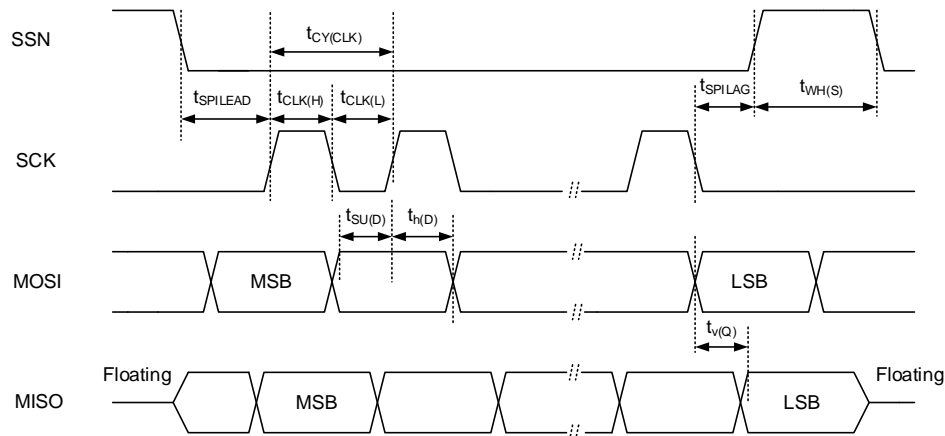 SSN
tCY(CLK)
tSPILEAD tCLK(H) tCLK(L) tSPILAG tWH(S)
SCK
tSU(D) th(D)
MOSI MSB LSB
tv(Q)
Floating Floating
MISO MSB LSB